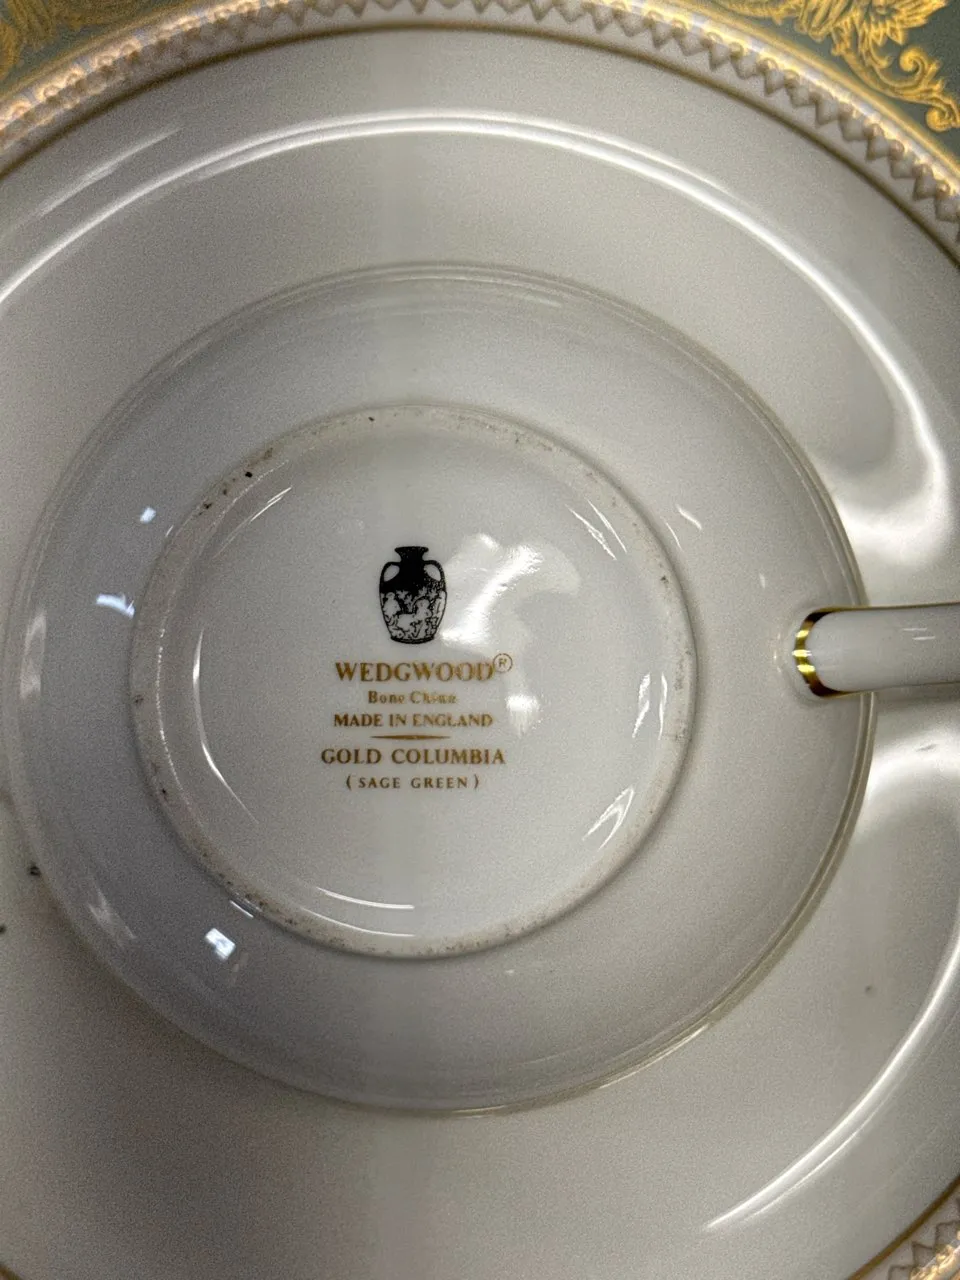 WEDGWOOD®
Bone China
MADE IN ENGLAND
GOLD COLUMBIA
(SAGE GREEN)